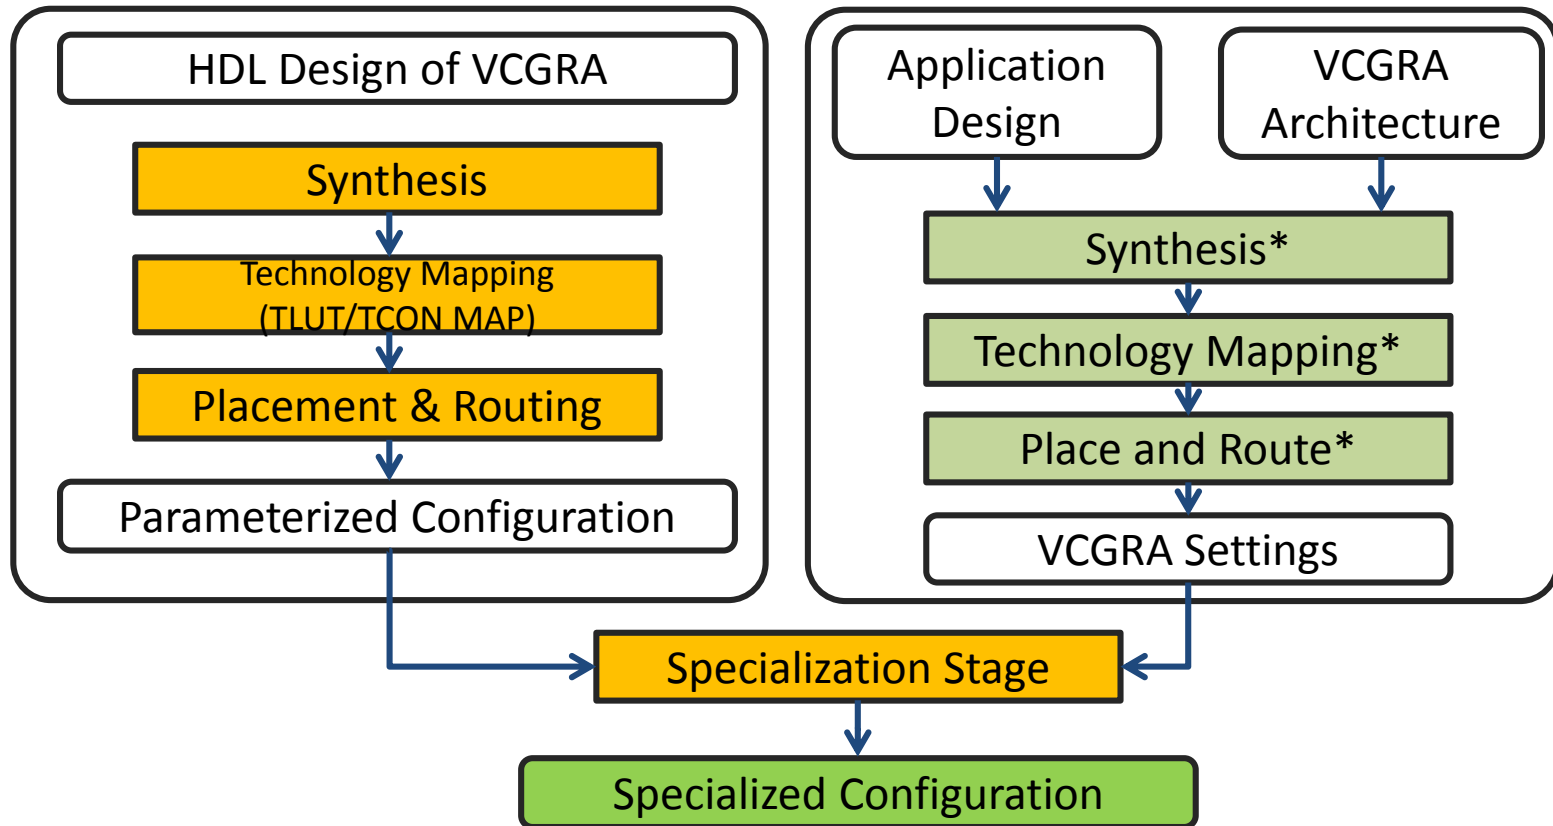 HDL Design of VCGRA
Synthesis
Technology Mapping
(TLUT/TCON MAP)
Placement & Routing
Parameterized Configuration
Application
Design
VCGRA
Architecture
Synthesis*
Technology Mapping*
Place and Route*
VCGRA Settings
Specialization Stage
Specialized Configuration